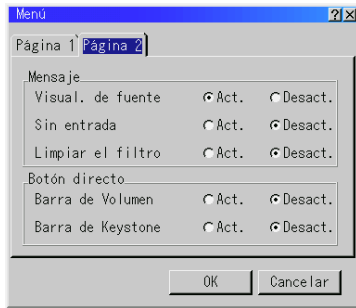 Menú
Página 1 Página 2
Mensaje
Visual. de fuente Act. Desact.
Sin entrada Act. Desact.
Limpiar el filtro Act. Desact.
Botón directo
Barra de Volumen Act. Desact.
Barra de Keystone Act. Desact.
OK Cancelar